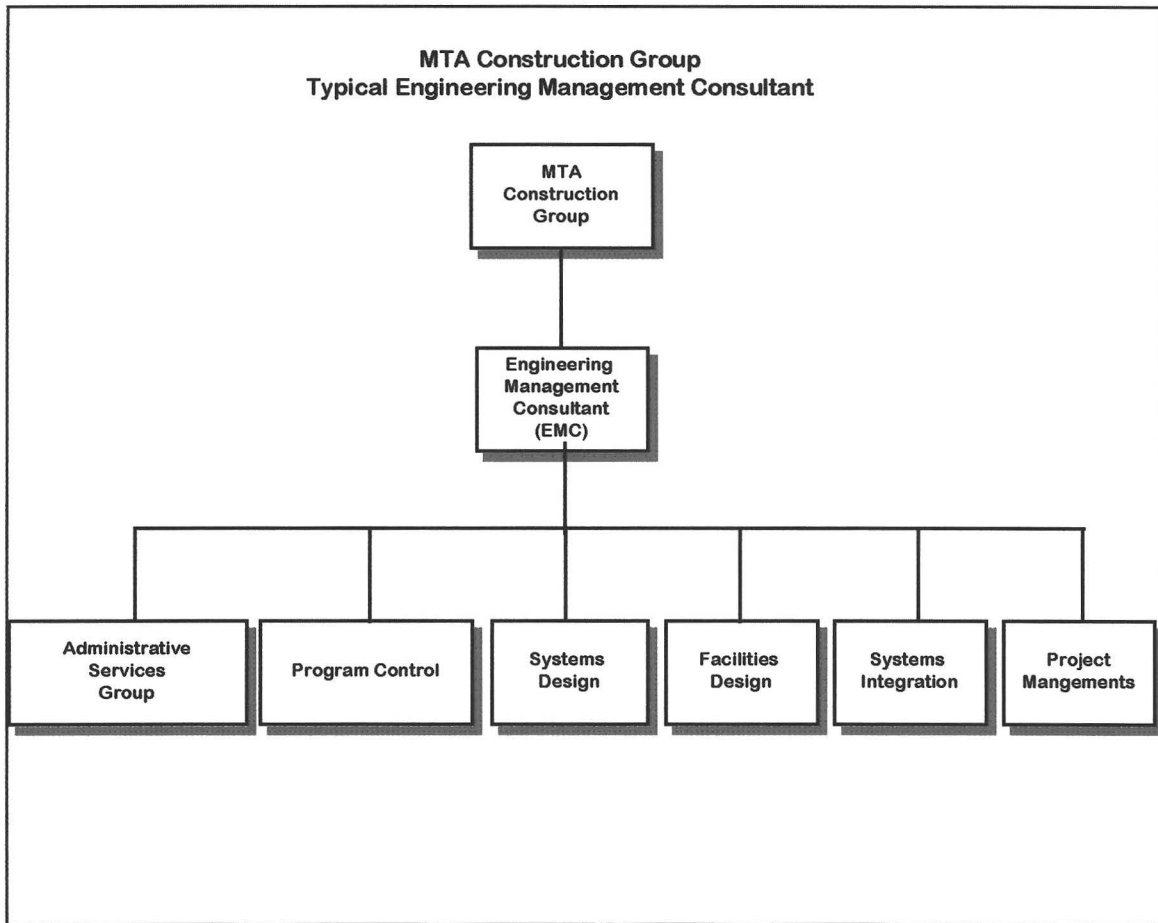 MTA Construction Group
Typical Engineering Management Consultant
MTA
Construction
Group
Engineering
Management
Consultant
(EMC)
Administrative
Services
Group
Program Control
Systems
Design
Facilities
Design
Systems
Integration
Project
Mangements